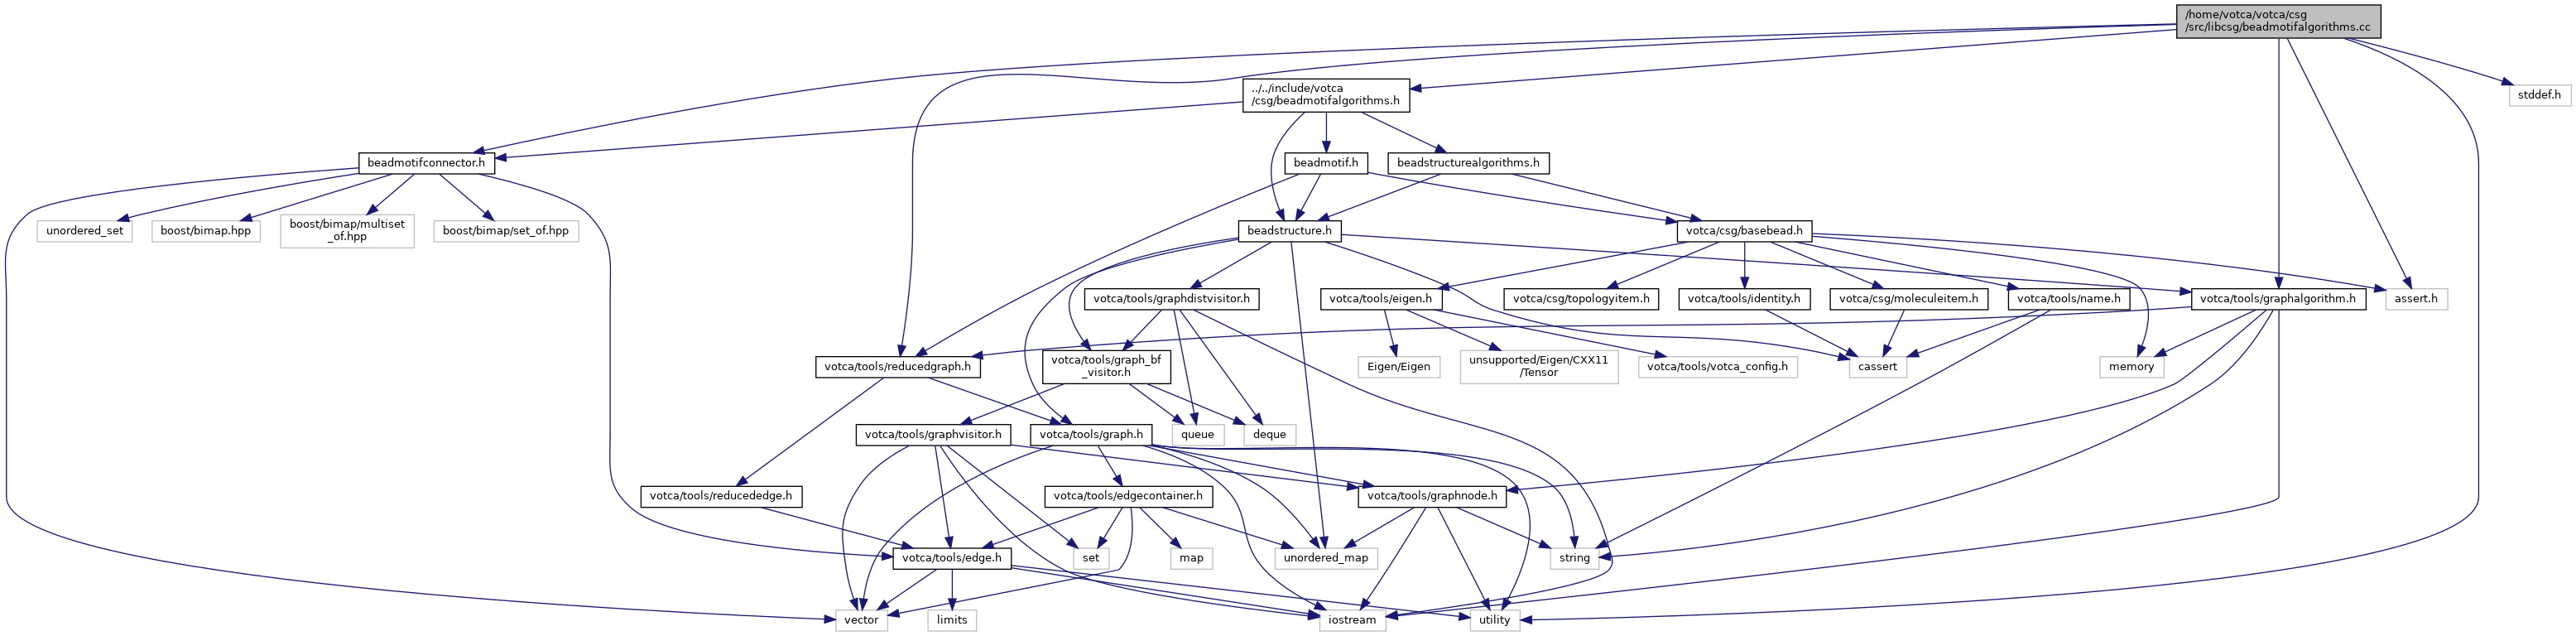 /home/votca/votca/csg
/src/libcsg/beadmotifalgorithms.cc
../../include/votca
/csg/beadmotifalgorithms.h
stddef.h
beadmotifconnector.h
beadmotif.h
beadstructurealgorithms.h
unordered_set
boost/bimap.hpp
boost/bimap/multiset
_of.hpp
boost/bimap/set_of.hpp
beadstructure.h
votca/csg/basebead.h
votca/tools/graphdistvisitor.h
votca/tools/eigen.h
votca/csg/topologyitem.h
votca/tools/identity.h
votca/csg/moleculeitem.h
votca/tools/name.h
votca/tools/graphalgorithm.h
assert.h
votca/tools/reducedgraph.h
votca/tools/graph_bf
_visitor.h
Eigen/Eigen
unsupported/Eigen/CXX11
/Tensor
votca/tools/votca_config.h
cassert
memory
votca/tools/graphvisitor.h
votca/tools/graph.h
queue
deque
votca/tools/reducededge.h
votca/tools/edgecontainer.h
votca/tools/graphnode.h
votca/tools/edge.h
set
map
unordered_map
string
vector
limits
iostream
utility